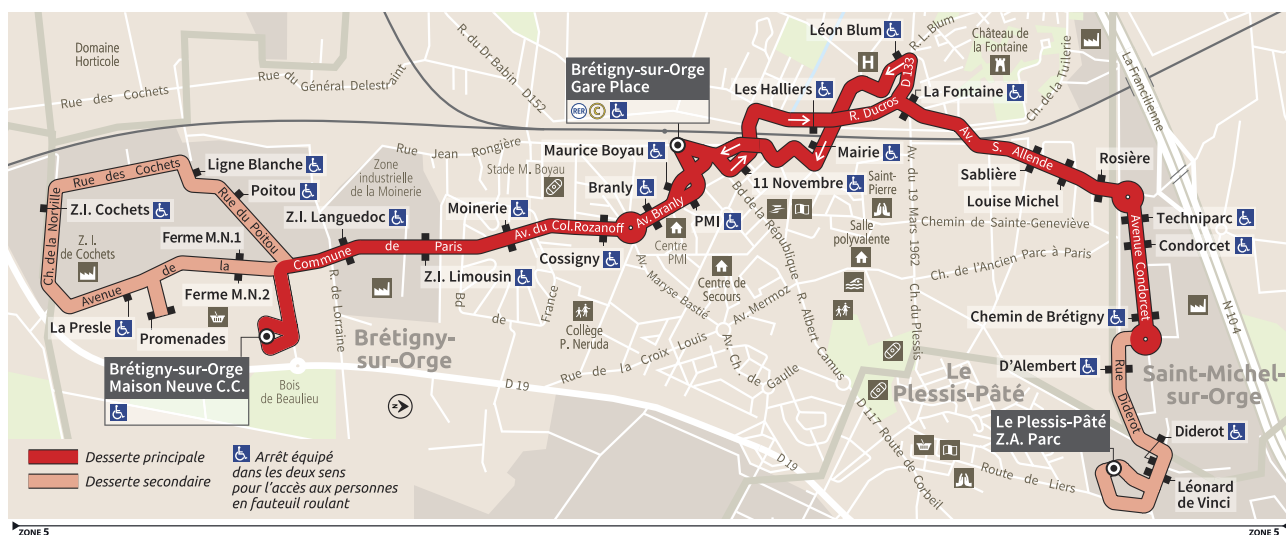 Domaine
Horticole
Rue des Cochets
Rue du Général Delestraint
R. du Dr Babin
D152
Brétigny-sur-Orge
Gare Place
RER C
Léon Blum
R. L. Blum
H
D 133
Château de
la Fontaine
Ch. de la Tuilerie
La Francilienne
Les Halliers
R. Ducros
La Fontaine
Av. S. Allende
Rosière
Sablière
Louise Michel
Mairie
Maurice Boyau
Branly
Av. Branly
11 Novembre
PMI
Centre
PMI
Bd de la République
Saint-
Pierre
Salle
polyvalente
Av. du 19 Mars 1962
Chemin de Sainte-Geneviève
Ch. de l'Ancien Parc à Paris
Techniparc
Condorcet
Avenue Condorcet
N 104
Chemin de Brétigny
D'Alembert
Rue Diderot
Saint-Michel-
sur-Orge
Diderot
Léonard
de Vinci
Le Plessis-Pâté
Z.A. Parc
Le
Plessis-Pâté
Ch. du Plessis
D 117 Route de Corbeil
Route de Liers
Rue Jean Rongière
Stade M. Boyau
Zone
industrielle
de la Moinerie
Ligne Blanche
Poitou
Rue des Cochets
Rue du Poitou
Z.I. Cochets
Ch. de la Norville
Z. I.
de Cochets
Ferme M.N.1
Avenue de la
Ferme M.N.2
La Presle
Promenades
Brétigny-sur-Orge
Maison Neuve C.C.
Z.I. Languedoc
Commune de Paris
Moinerie
Av. du Col.Rozanoff
Z.I. Limousin
Cossigny
R. de Lorraine
Bd de France
Brétigny-
sur-Orge
Bois
de Beaulieu
D 19
Collège
P. Neruda
Rue de la Croix Louis
Av. Maryse Bastié
Centre de
Secours
Av. Mermoz
Av. Ch. de Gaulle
R. Albert Camus
D 19
Desserte principale
Desserte secondaire
Arrêt équipé
dans les deux sens
pour l'accès aux personnes
en fauteuil roulant
ZONE 5
ZONE 5